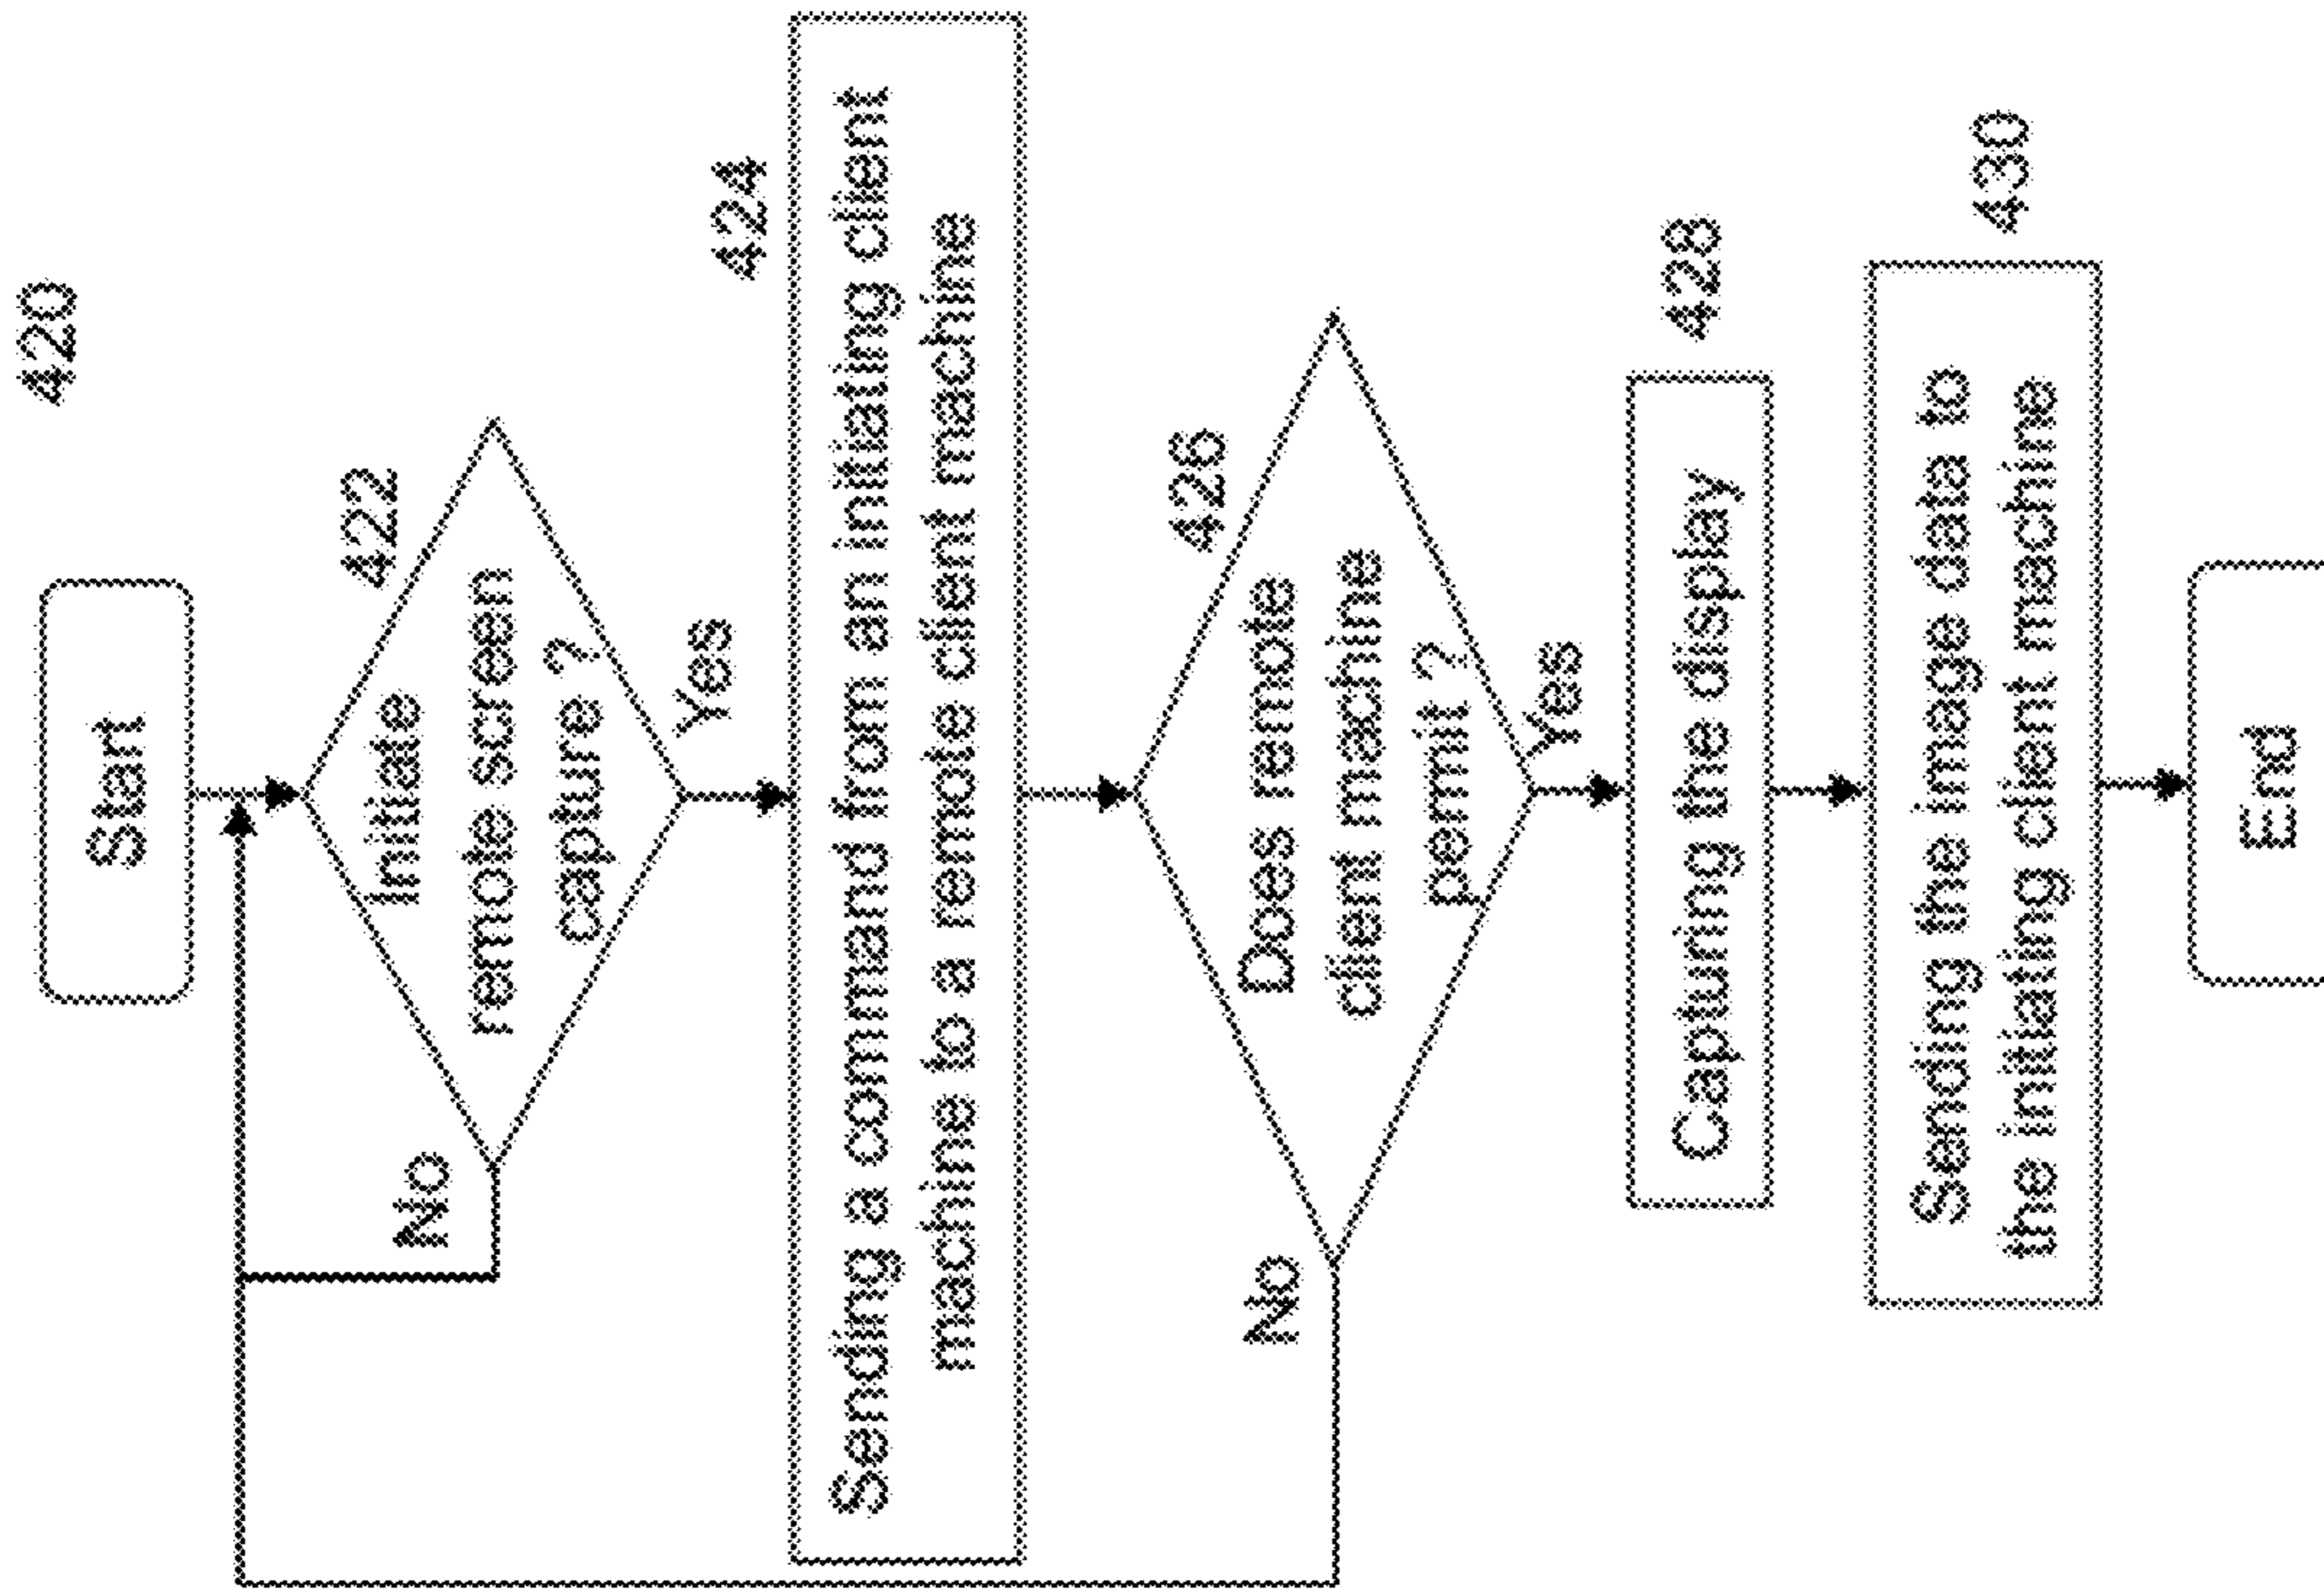 420
Start
422
Initiate
remote screen
capture ?
No
Yes
424
Sending a command from an initiating client
machine to a remote client machine
426
Does remote
client machine
permit ?
No
Yes
428
Capturing the display
430
Sending the image data to
the initiating client machine
End